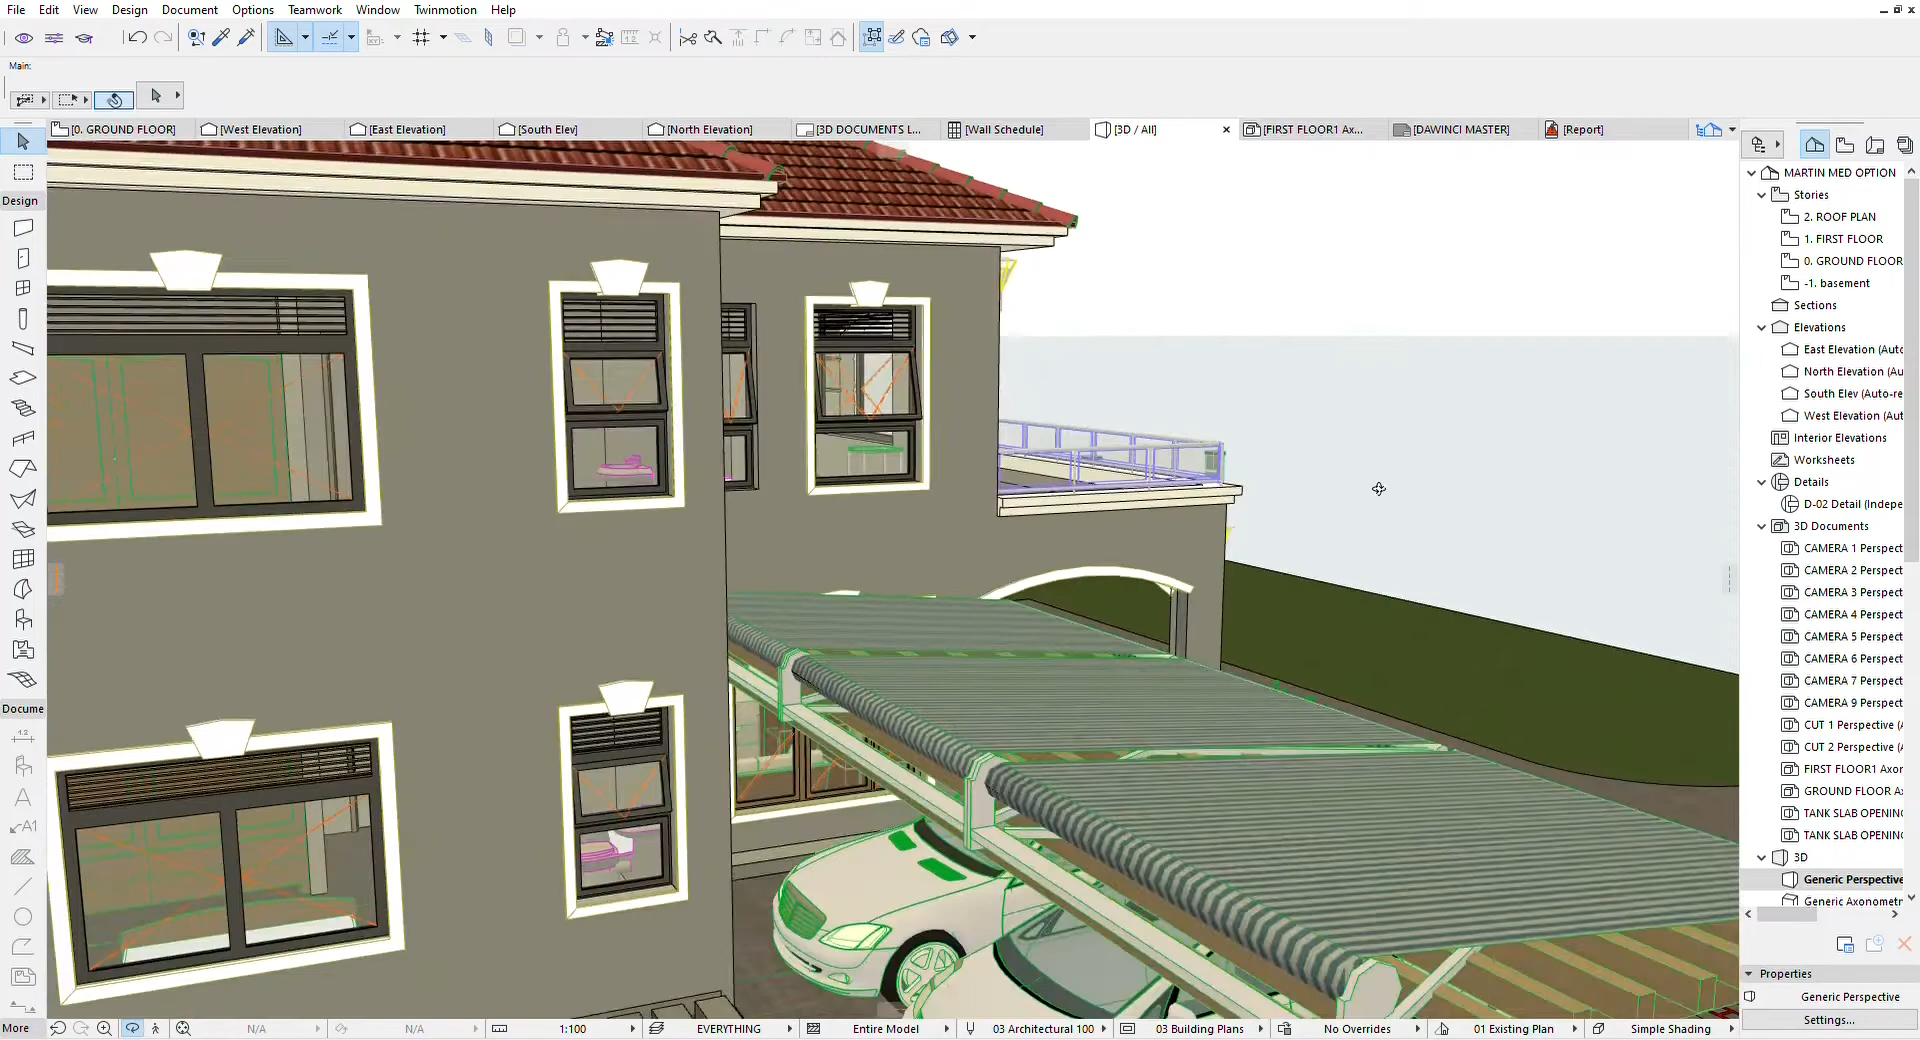 File Edit View Design Document Options Teamwork Window Twinmotion Help
Main:
[0. GROUND FLOOR] [West Elevation] [East Elevation] [South Elev] [North Elevation] [3D DOCUMENTS L... [Wall Schedule] [3D / All] [FIRST FLOOR1 Ax... [DAWINCI MASTER] [Report]
Design
Docume
1.2
A
A1
More
MARTIN MED OPTION
Stories
2. ROOF PLAN
1. FIRST FLOOR
0. GROUND FLOOR
-1. basement
Sections
Elevations
East Elevation (Auto
North Elevation (Au
South Elev (Auto-re
West Elevation (Aut
Interior Elevations
Worksheets
Details
D-02 Detail (Indepe
3D Documents
CAMERA 1 Perspect
CAMERA 2 Perspect
CAMERA 3 Perspect
CAMERA 4 Perspect
CAMERA 5 Perspect
CAMERA 6 Perspect
CAMERA 7 Perspect
CAMERA 9 Perspect
CUT 1 Perspective (A
CUT 2 Perspective (A
FIRST FLOOR1 Axor
GROUND FLOOR Ax
TANK SLAB OPENING
TANK SLAB OPENING
3D
Generic Perspective
Generic Axonometr
Properties
Generic Perspective
Settings...
N/A N/A 1:100 EVERYTHING Entire Model 03 Architectural 100 03 Building Plans No Overrides 01 Existing Plan Simple Shading